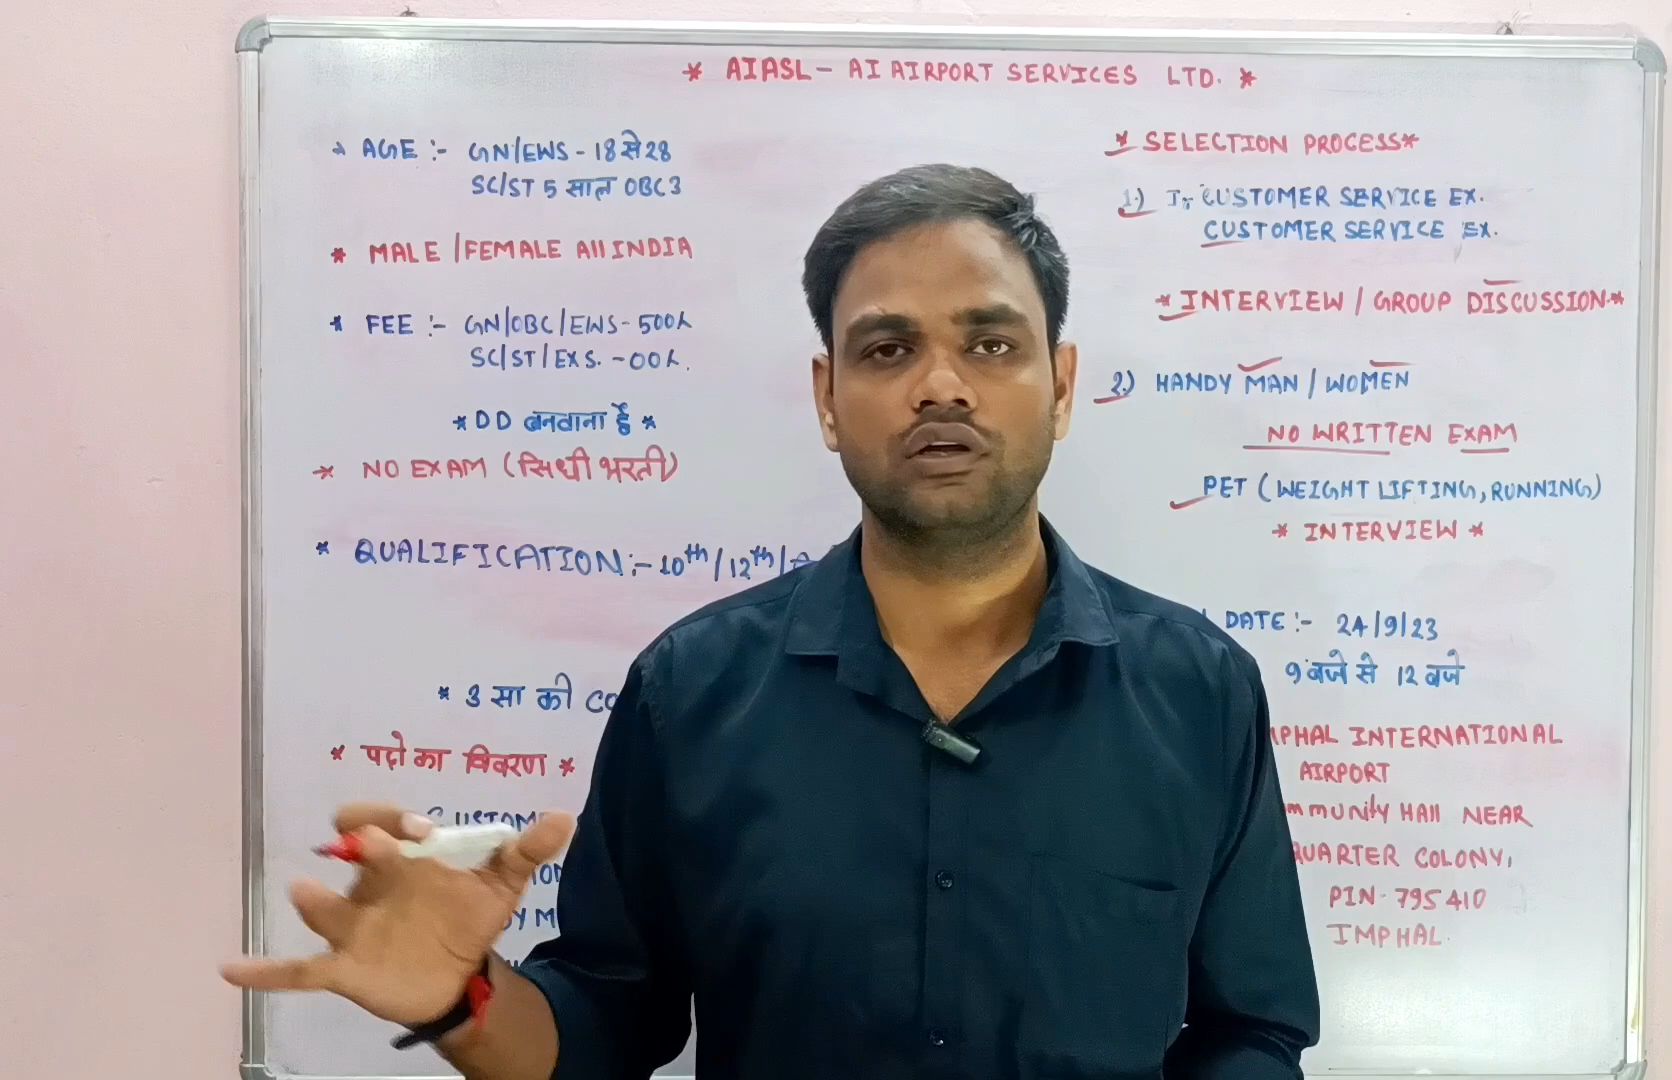 * AIASL - AI AIRPORT SERVICES LTD. *
* AGE :- GN/EWS - 18 से 28
SC/ST 5 साल OBC 3
* MALE / FEMALE All INDIA
* FEE :- GN/OBC/EWS - 500/.
SC/ST/EXS. - 00/.
* DD बनवाना है *
* NO EXAM (सिधी भरती)
* QUALIFICATION :- 10th / 12th /
* 3 सा की
* पदो का विवरण *
* SELECTION PROCESS *
1.) Jr CUSTOMER SERVICE EX.
CUSTOMER SERVICE EX.
* INTERVIEW / GROUP DISCUSSION *
2.) HANDY MAN / WOMEN
NO WRITTEN EXAM
PET (WEIGHT LIFTING, RUNNING)
* INTERVIEW *
DATE :- 24/9/23
9 बजे से 12 बजे
INTERNATIONAL
AIRPORT
HAll NEAR
COLONY,
PIN - 795410
IMPHAL.